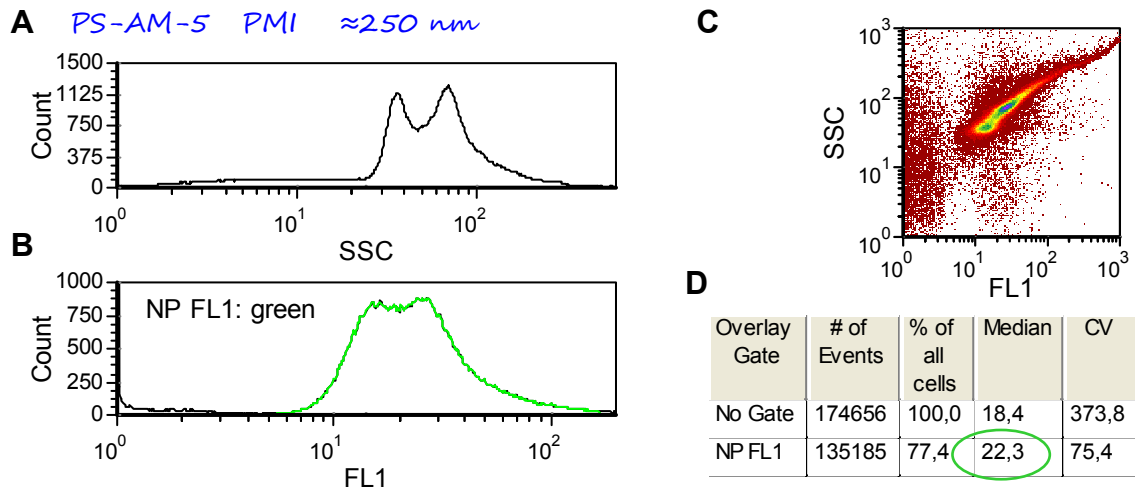 A PS-AM-5 PMI ≈250 nm
1500
1125
750
375
0
Count
10^0 10^1 10^2
SSC
B
1000
750
500
250
0
Count
NP FL1: green
10^0 10^1 10^2
FL1
C
10^3
10^2
10^1
10^0
SSC
10^0 10^1 10^2 10^3
FL1
D
Overlay Gate # of Events % of all cells Median CV
No Gate 174656 100,0 18,4 373,8
NP FL1 135185 77,4 22,3 75,4